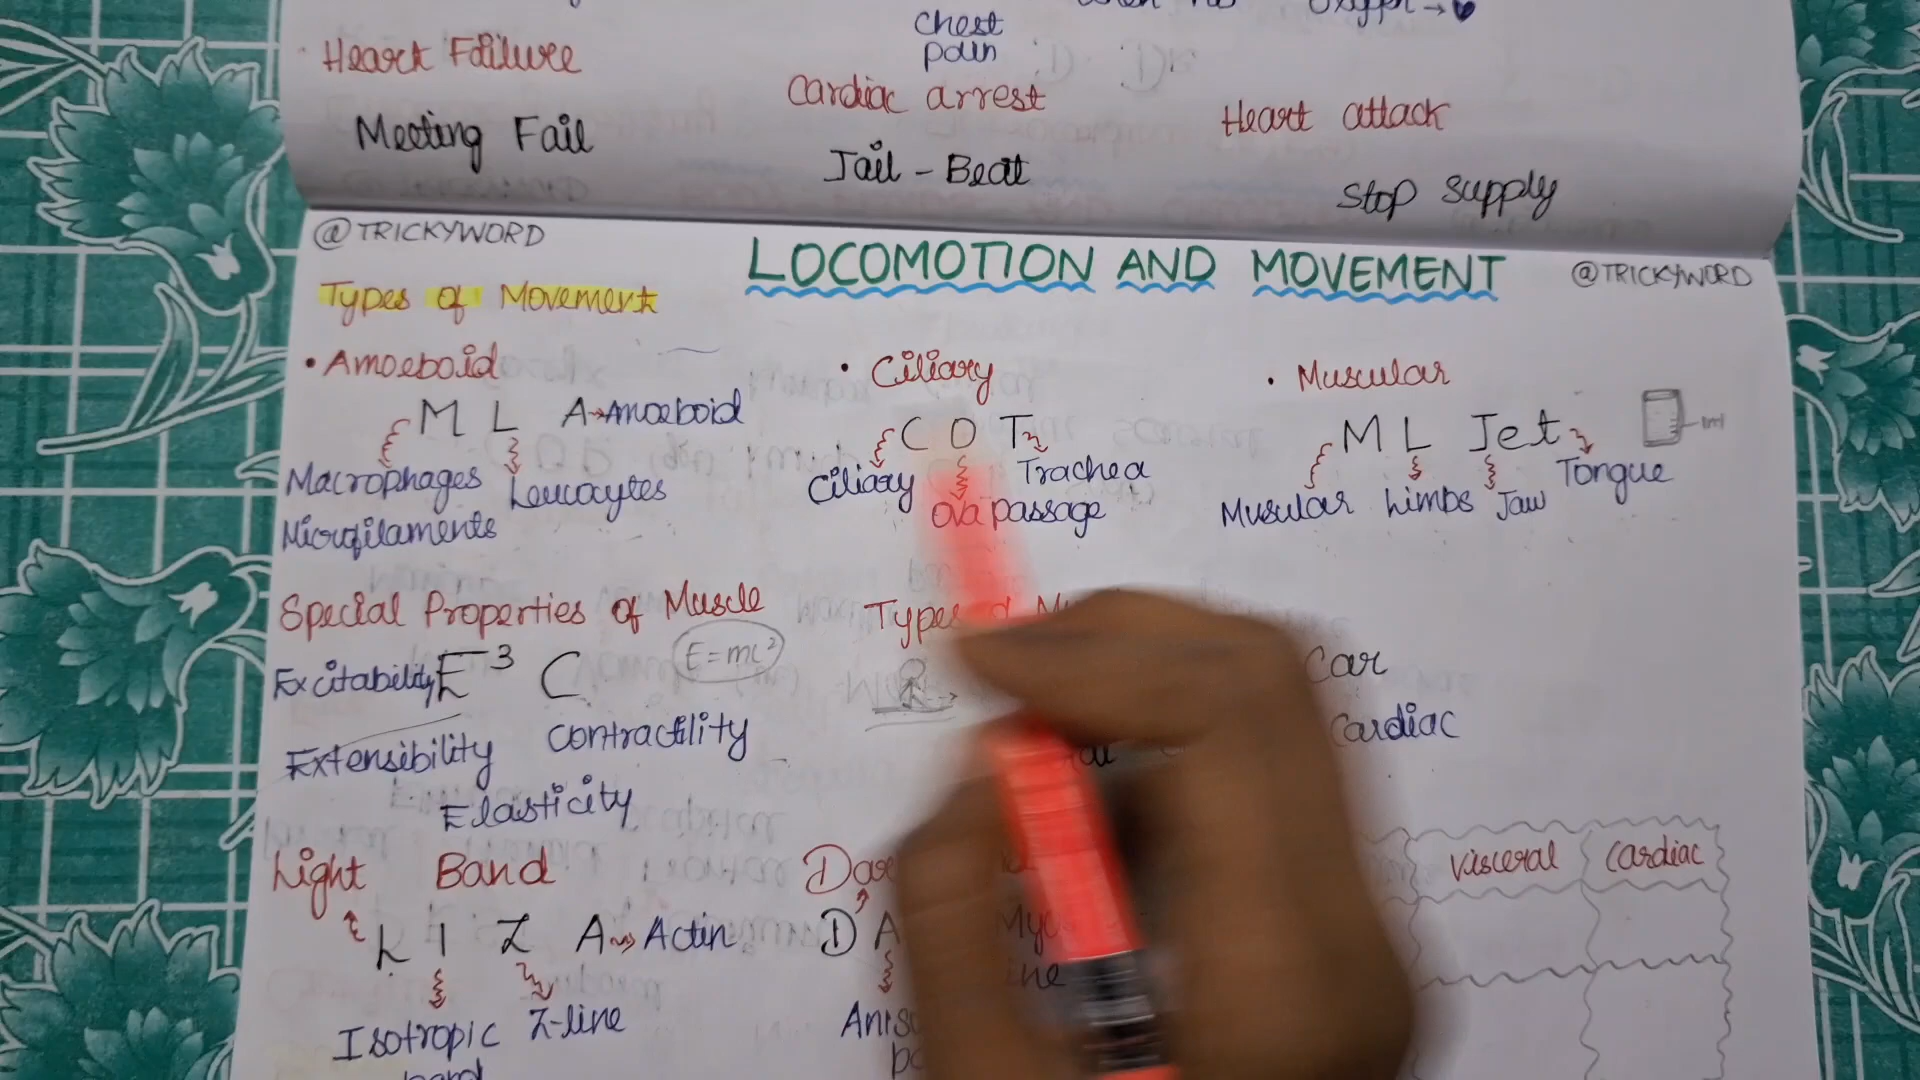 chest
pain
Heart Failure
Cardiac arrest
Heart attack
Meeting Fail
Jail - Beat
Stop Supply
@TRICKYWORD
LOCOMOTION AND MOVEMENT
@TRICKYWORD
Types of Movement
• Amoeboid
• Ciliary
• Muscular
M L A→Amoeboid
C O T
M L Jet
Macrophages Leucocytes
Microfilaments
Ciliary
Trachea
Ova passage
Muscular Limbs Jaw
Tongue
Special Properties of Muscle
Types
E³ C
E=mc²
Excitability
Extensibility
Contractility
Elasticity
Car
Cardiac
Light Band
L I Z A→Actin
Isotropic
band
Z-line
D A
Visceral
Cardiac